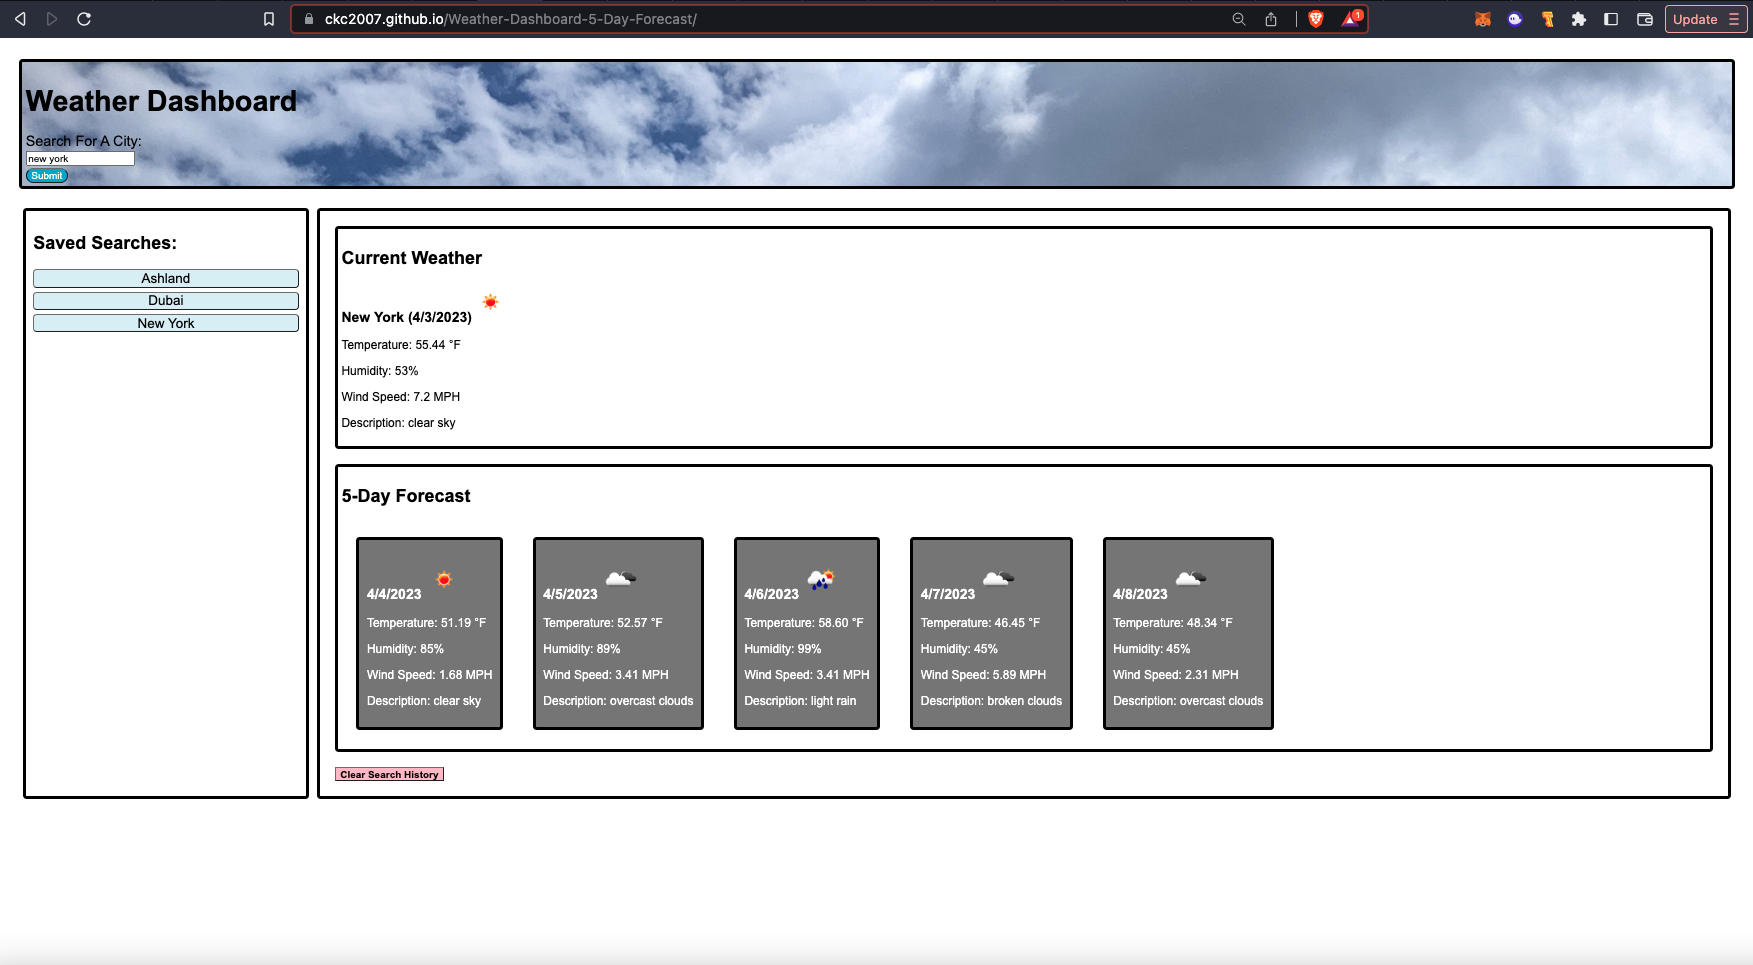 ckc2007.github.io/Weather-Dashboard-5-Day-Forecast/
1
Update
Weather Dashboard
Search For A City:
new york
Submit
Saved Searches:
Ashland
Dubai
New York
Current Weather
New York (4/3/2023)
Temperature: 55.44 °F
Humidity: 53%
Wind Speed: 7.2 MPH
Description: clear sky
5-Day Forecast
4/4/2023
Temperature: 51.19 °F
Humidity: 85%
Wind Speed: 1.68 MPH
Description: clear sky
4/5/2023
Temperature: 52.57 °F
Humidity: 89%
Wind Speed: 3.41 MPH
Description: overcast clouds
4/6/2023
Temperature: 58.60 °F
Humidity: 99%
Wind Speed: 3.41 MPH
Description: light rain
4/7/2023
Temperature: 46.45 °F
Humidity: 45%
Wind Speed: 5.89 MPH
Description: broken clouds
4/8/2023
Temperature: 48.34 °F
Humidity: 45%
Wind Speed: 2.31 MPH
Description: overcast clouds
Clear Search History